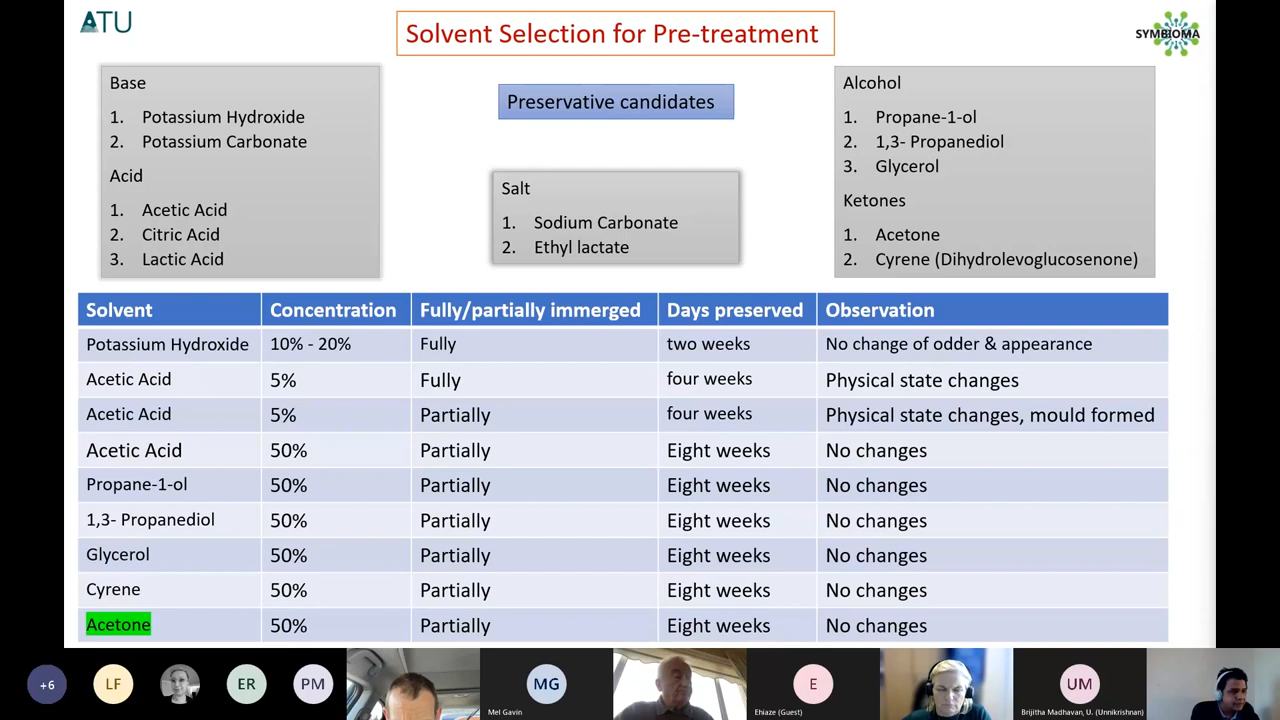 ATU
Solvent Selection for Pre-treatment
SYMBIOMA
Base
1. Potassium Hydroxide
2. Potassium Carbonate
Acid
1. Acetic Acid
2. Citric Acid
3. Lactic Acid
Preservative candidates
Salt
1. Sodium Carbonate
2. Ethyl lactate
Alcohol
1. Propane-1-ol
2. 1,3- Propanediol
3. Glycerol
Ketones
1. Acetone
2. Cyrene (Dihydrolevoglucosenone)
Solvent Concentration Fully/partially immerged Days preserved Observation
Potassium Hydroxide 10% - 20% Fully two weeks No change of odder & appearance
Acetic Acid 5% Fully four weeks Physical state changes
Acetic Acid 5% Partially four weeks Physical state changes, mould formed
Acetic Acid 50% Partially Eight weeks No changes
Propane-1-ol 50% Partially Eight weeks No changes
1,3- Propanediol 50% Partially Eight weeks No changes
Glycerol 50% Partially Eight weeks No changes
Cyrene 50% Partially Eight weeks No changes
Acetone 50% Partially Eight weeks No changes
+6 LF ER PM MG E UM
Mel Gavin Ehiaze (Guest) Brijitha Madhavan, U. (Unnikrishnan)